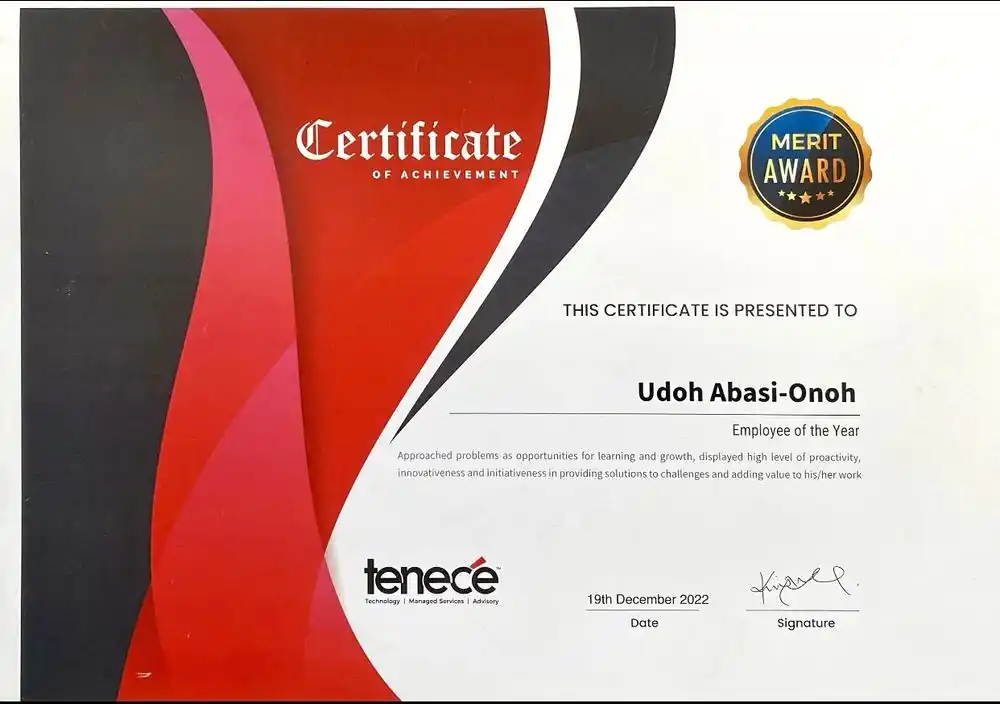 Certificate
OF ACHIEVEMENT
MERIT
AWARD
THIS CERTIFICATE IS PRESENTED TO
Udoh Abasi-Onoh
Employee of the Year
Approached problems as opportunities for learning and growth, displayed high level of proactivity,
innovativeness and initiativeness in providing solutions to challenges and adding value to his/her work
tenecé™
Technology | Managed Services | Advisory
19th December 2022
Date
Signature